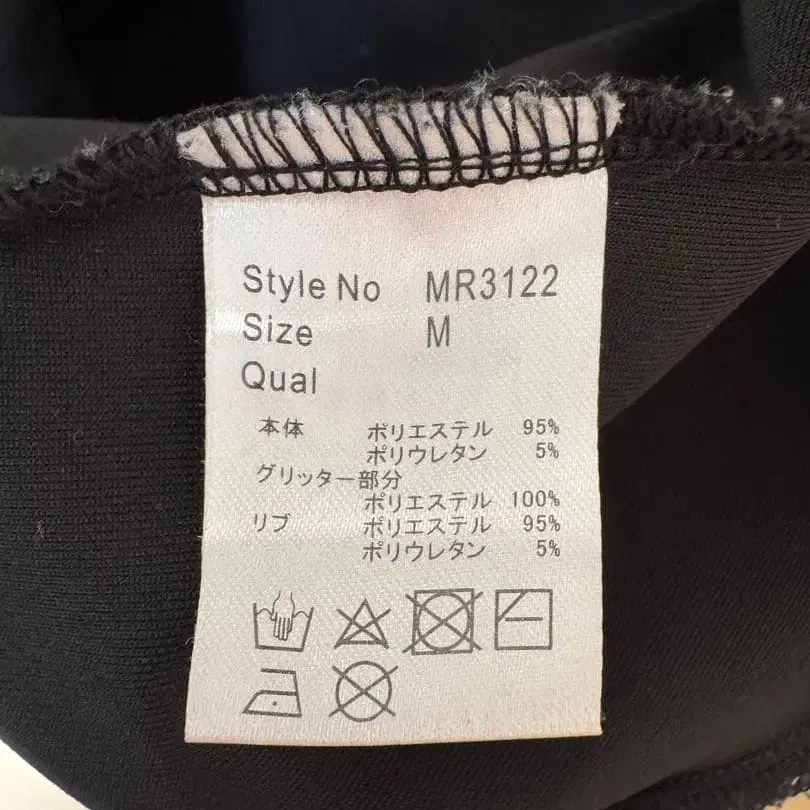 Style No MR3122
Size M
Qual
本体 ポリエステル 95%
ポリウレタン 5%
グリッター部分
ポリエステル 100%
リブ ポリエステル 95%
ポリウレタン 5%